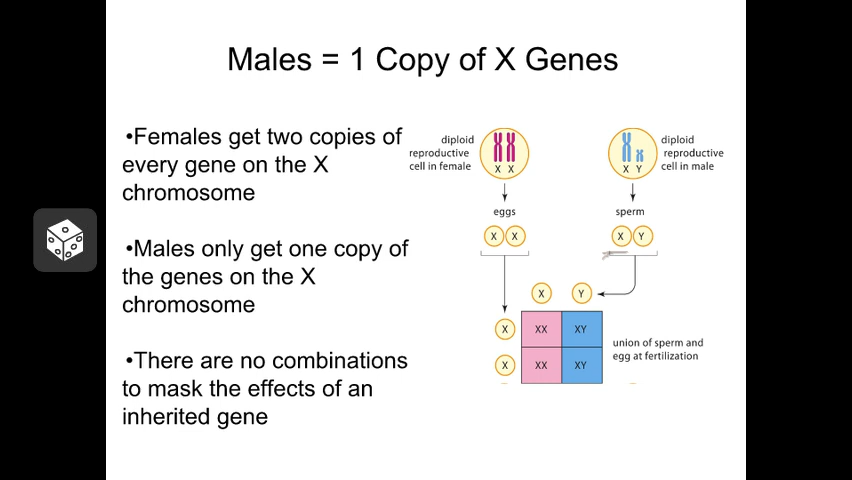 Males = 1 Copy of X Genes
•Females get two copies of
every gene on the X
chromosome
•Males only get one copy of
the genes on the X
chromosome
•There are no combinations
to mask the effects of an
inherited gene
diploid
reproductive
cell in female
X X
X Y
diploid
reproductive
cell in male
eggs
sperm
X X
X Y
X Y
X XX XY
X XX XY
union of sperm and
egg at fertilization